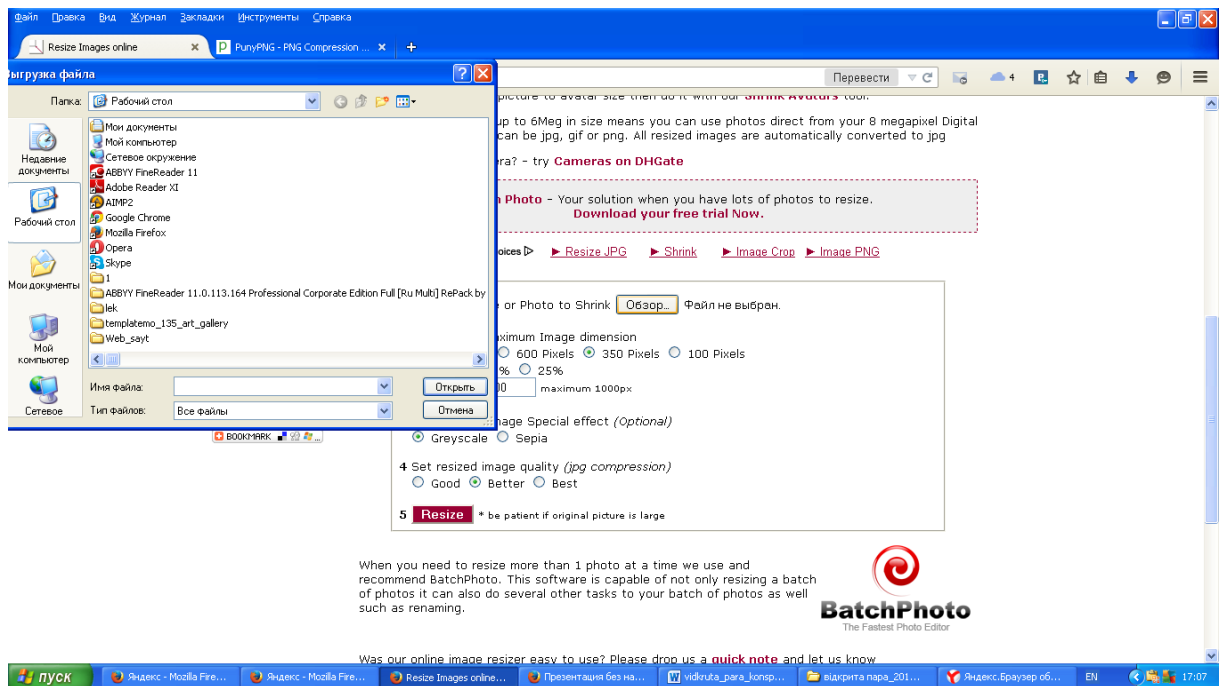 Файл Правка Вид Журнал Закладки Инструменты Справка
Resize Images online
PunyPNG - PNG Compression ...
Выгрузка файла
Перевести
4
Папка:
Рабочий стол
Недавние документы
Рабочий стол
Мои документы
Мой компьютер
Сетевое
Мои документы
Мой компьютер
Сетевое окружение
ABBYY FineReader 11
Adobe Reader XI
AIMP2
Google Chrome
Mozilla Firefox
Opera
Skype
1
ABBYY FineReader 11.0.113.164 Professional Corporate Edition Full [Ru Multi] RePack by
lek
templatemo_135_art_gallery
Web_sayt
Имя файла:
Открыть
Тип файлов:
Все файлы
Отмена
picture to avatar size then do it with our Shrink Avatars tool.
up to 6Meg in size means you can use photos direct from your 8 megapixel Digital
can be jpg, gif or png. All resized images are automatically converted to jpg
ra? - try Cameras on DHGate
Photo - Your solution when you have lots of photos to resize.
Download your free trial Now.
oices
Resize JPG
Shrink
Image Crop
Image PNG
e or Photo to Shrink Обзор... Файл не выбран.
ximum Image dimension
600 Pixels 350 Pixels 100 Pixels
% 25%
00 maximum 1000px
mage Special effect (Optional)
Greyscale Sepia
BOOKMARK
4 Set resized image quality (jpg compression)
Good Better Best
5 Resize * be patient if original picture is large
When you need to resize more than 1 photo at a time we use and
recommend BatchPhoto. This software is capable of not only resizing a batch
of photos it can also do several other tasks to your batch of photos as well
such as renaming.
BatchPhoto
The Fastest Photo Editor
Was our online image resizer easy to use? Please drop us a quick note and let us know
пуск
Яндекс - Mozilla Fire...
Яндекс - Mozilla Fire...
Resize Images online...
Презентация без на...
vidkruta_para_konsp...
відкрита пара_201...
Яндекс.Браузер об...
EN
17:07